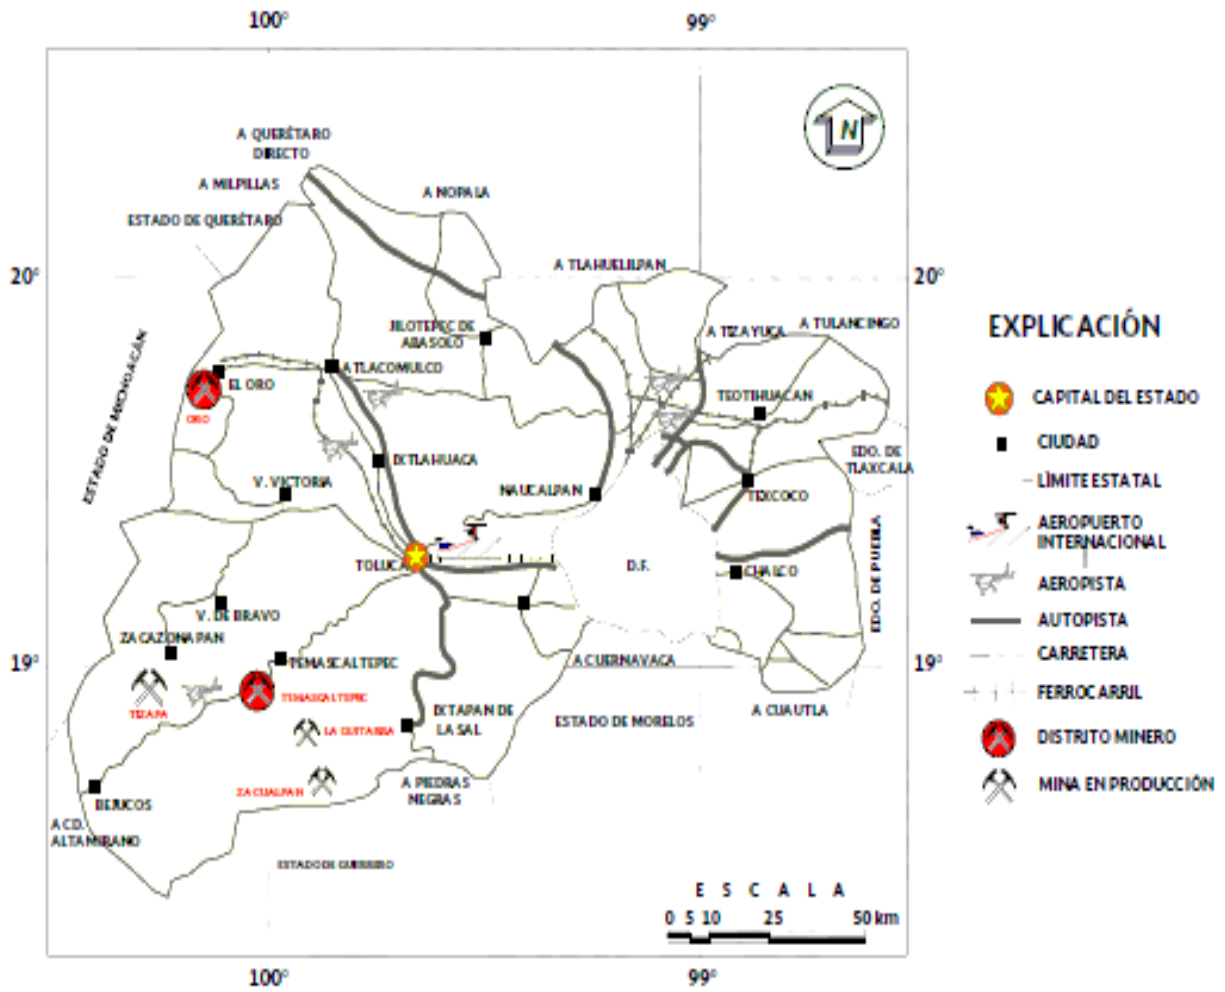 100°
99°
A QUERÉTARO
DIRECTO
A MILPILLAS
A NOPALA
ESTADO DE QUERÉTARO
N
20°
A TLAHUELILPAN
20°
JILOTEPEC DE
ABASOLO
A TIZAYUCA
A TULANCINGO
ESTADO DE MICHOACÁN
ATLACOMULCO
EL ORO
ORO
TEOTIHUACAN
IXTLAHUACA
EDO. DE
TLAXCALA
V. VICTORIA
NAUCALPAN
TEXCOCO
TOLUCA
D.F.
CHALCO
EDO. DE PUEBLA
V. DE BRAVO
ZACAZONAPAN
TEMASCALTEPEC
A CUERNAVACA
19°
19°
TIZAPA
TEMASCALTEPEC
IXTAPAN DE
LA SAL
LA GUITARRA
ESTADO DE MORELOS
A CUAUTLA
ZACUALPAN
A PIEDRAS
NEGRAS
BEJUCOS
A CD.
ALTAMIRANO
ESTADO DE GUERRERO
E S C A L A
0 5 10 25 50 km
100°
99°
EXPLICACIÓN
CAPITAL DEL ESTADO
CIUDAD
LÍMITE ESTATAL
AEROPUERTO
INTERNACIONAL
AEROPISTA
AUTOPISTA
CARRETERA
FERROCARRIL
DISTRITO MINERO
MINA EN PRODUCCIÓN